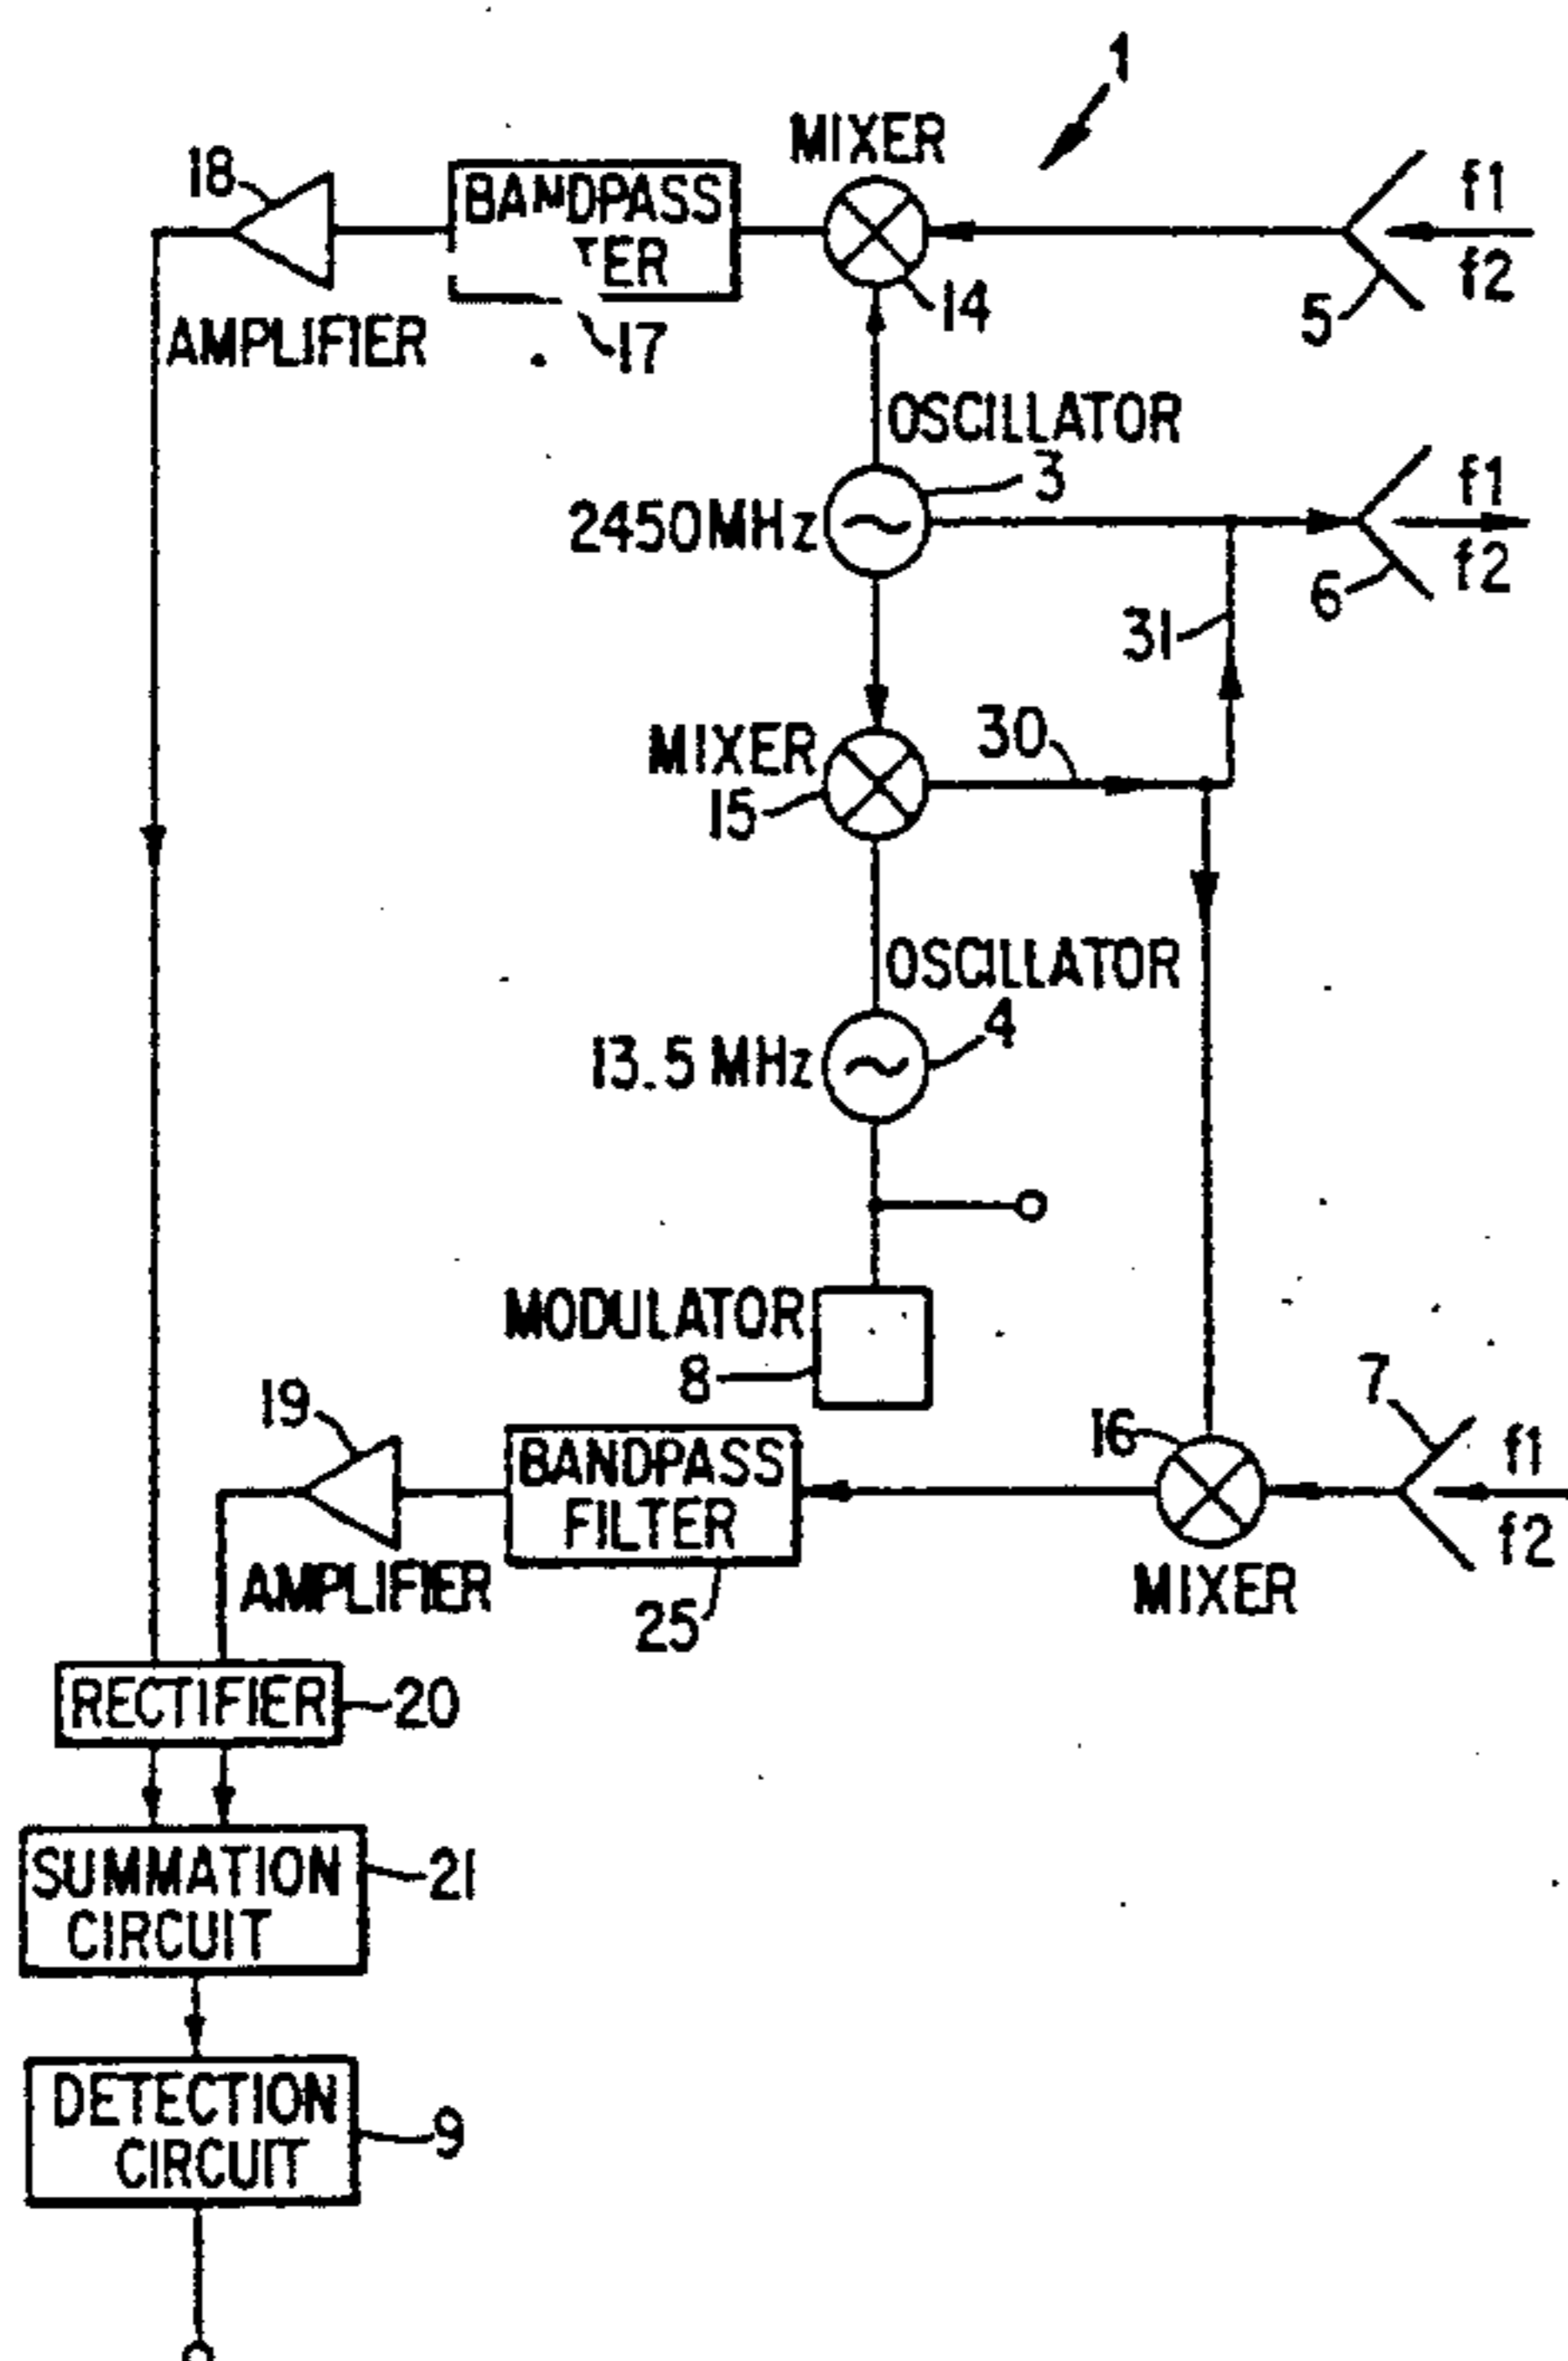 1
MIXER
18
BANDPASS
TER
f1
f2
14
5
17
AMPLIFIER
OSCILLATOR
3
2450MHz
f1
f2
6
31
30
MIXER
15
OSCILLATOR
4
13.5 MHz
MODULATOR
8
7
19
16
f1
f2
BANDPASS
FILTER
AMPLIFIER
MIXER
25
RECTIFIER
20
SUMMATION
CIRCUIT
21
DETECTION
CIRCUIT
9